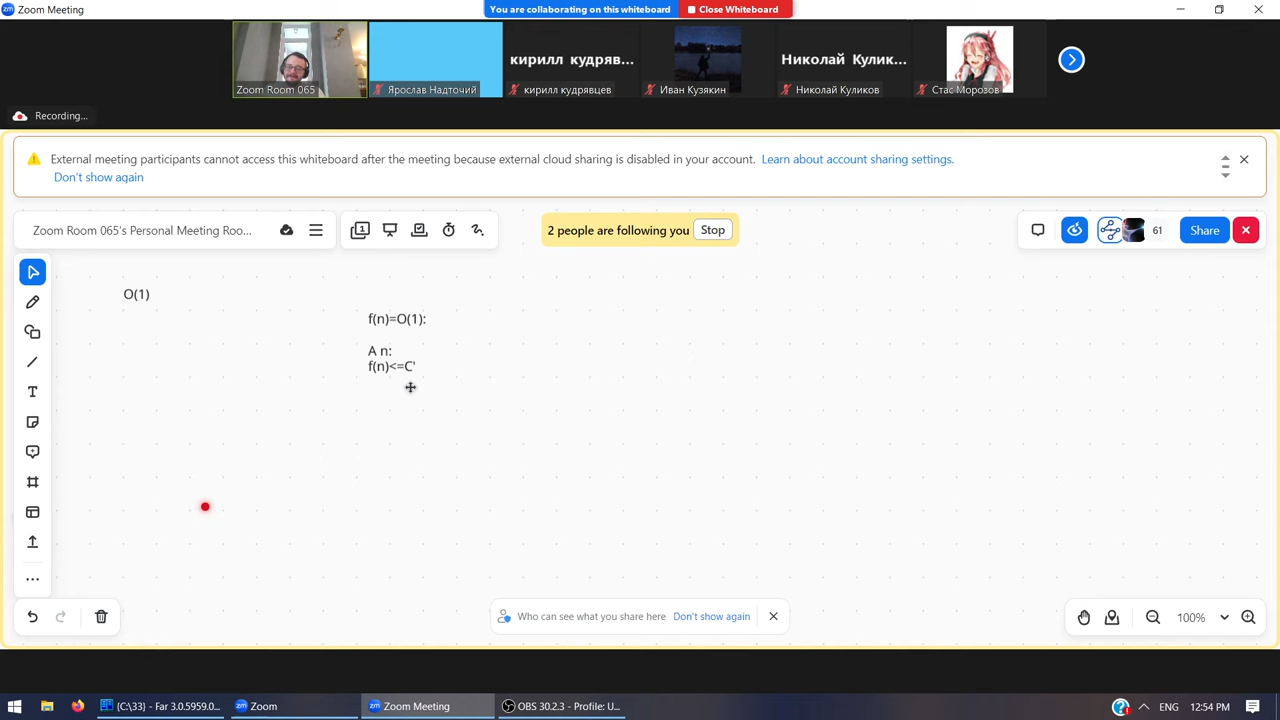 Zoom Meeting
You are collaborating on this whiteboard
Close Whiteboard
кирилл кудряв...
Николай Кулик...
Zoom Room 065
Ярослав Надточий
кирилл кудрявцев
Иван Кузякин
Николай Куликов
Стас Морозов
Recording...
External meeting participants cannot access this whiteboard after the meeting because external cloud sharing is disabled in your account. Learn about account sharing settings.
Don't show again
Zoom Room 065's Personal Meeting Roo...
1
2 people are following you
Stop
61
Share
O(1)
f(n)=O(1):
A n:
f(n)<=C'
T
Who can see what you share here
Don't show again
100%
(C:\33) - Far 3.0.5959.0...
Zoom
Zoom Meeting
OBS 30.2.3 - Profile: U...
ENG
12:54 PM